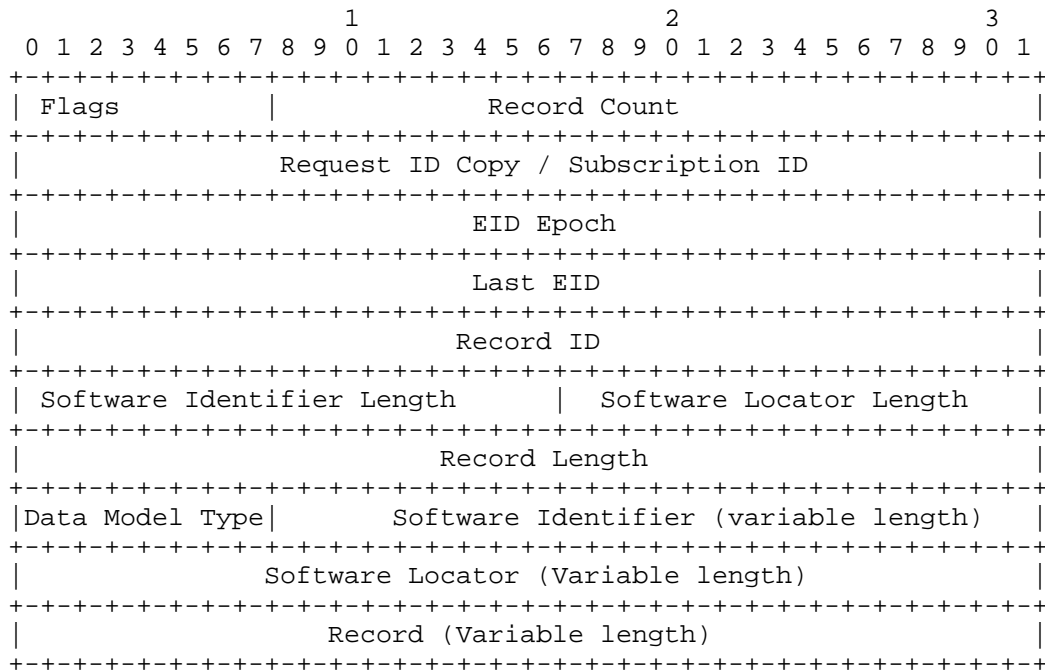 1                   2                   3
 0 1 2 3 4 5 6 7 8 9 0 1 2 3 4 5 6 7 8 9 0 1 2 3 4 5 6 7 8 9 0 1
+-+-+-+-+-+-+-+-+-+-+-+-+-+-+-+-+-+-+-+-+-+-+-+-+-+-+-+-+-+-+-+-+
| Flags         |             Record Count                      |
+-+-+-+-+-+-+-+-+-+-+-+-+-+-+-+-+-+-+-+-+-+-+-+-+-+-+-+-+-+-+-+-+
|                Request ID Copy / Subscription ID              |
+-+-+-+-+-+-+-+-+-+-+-+-+-+-+-+-+-+-+-+-+-+-+-+-+-+-+-+-+-+-+-+-+
|                            EID Epoch                          |
+-+-+-+-+-+-+-+-+-+-+-+-+-+-+-+-+-+-+-+-+-+-+-+-+-+-+-+-+-+-+-+-+
|                            Last EID                           |
+-+-+-+-+-+-+-+-+-+-+-+-+-+-+-+-+-+-+-+-+-+-+-+-+-+-+-+-+-+-+-+-+
|                           Record ID                           |
+-+-+-+-+-+-+-+-+-+-+-+-+-+-+-+-+-+-+-+-+-+-+-+-+-+-+-+-+-+-+-+-+
| Software Identifier Length      |  Software Locator Length    |
+-+-+-+-+-+-+-+-+-+-+-+-+-+-+-+-+-+-+-+-+-+-+-+-+-+-+-+-+-+-+-+-+
|                          Record Length                        |
+-+-+-+-+-+-+-+-+-+-+-+-+-+-+-+-+-+-+-+-+-+-+-+-+-+-+-+-+-+-+-+-+
|Data Model Type|       Software Identifier (variable length)   |
+-+-+-+-+-+-+-+-+-+-+-+-+-+-+-+-+-+-+-+-+-+-+-+-+-+-+-+-+-+-+-+-+
|               Software Locator (Variable length)              |
+-+-+-+-+-+-+-+-+-+-+-+-+-+-+-+-+-+-+-+-+-+-+-+-+-+-+-+-+-+-+-+-+
|                   Record (Variable length)                    |
+-+-+-+-+-+-+-+-+-+-+-+-+-+-+-+-+-+-+-+-+-+-+-+-+-+-+-+-+-+-+-+-+